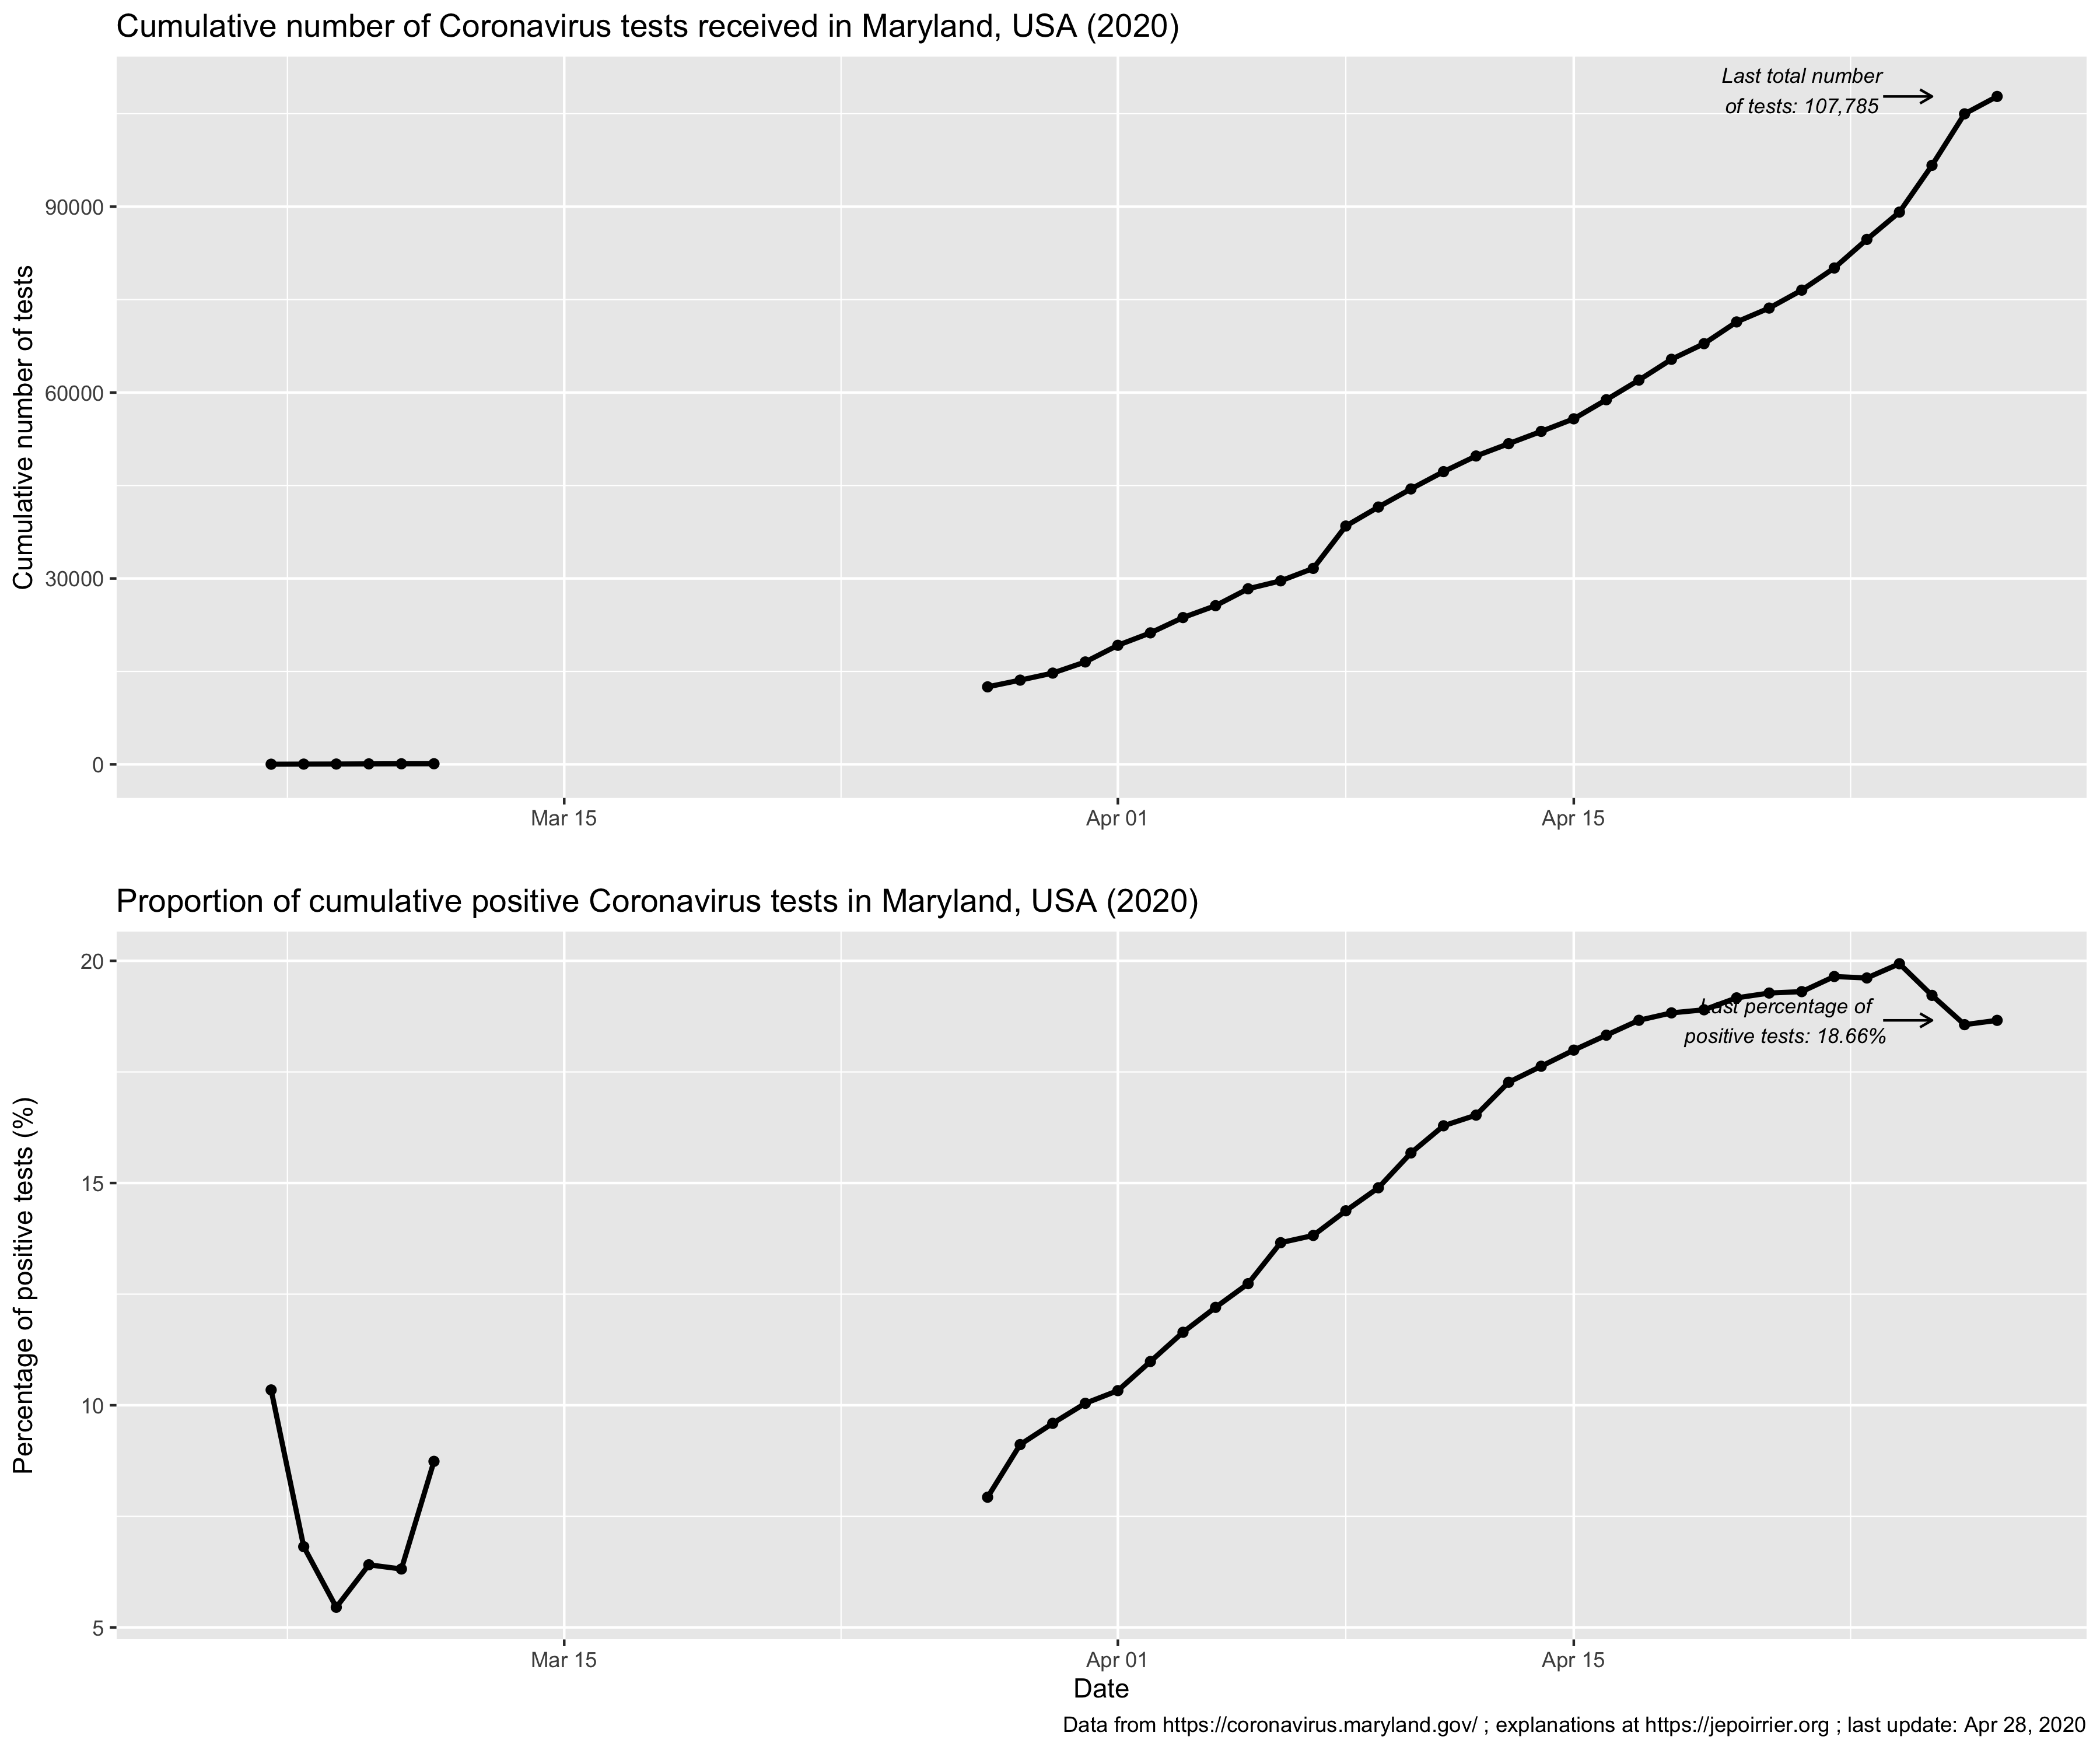 Cumulative number of Coronavirus tests received in Maryland, USA (2020)
Last total number
of tests: 107,785
Cumulative number of tests
90000
60000
30000
0
Mar 15
Apr 01
Apr 15
Proportion of cumulative positive Coronavirus tests in Maryland, USA (2020)
Last percentage of
positive tests: 18.66%
Percentage of positive tests (%)
20
15
10
5
Mar 15
Apr 01
Apr 15
Date
Data from https://coronavirus.maryland.gov/ ; explanations at https://jepoirrier.org ; last update: Apr 28, 2020